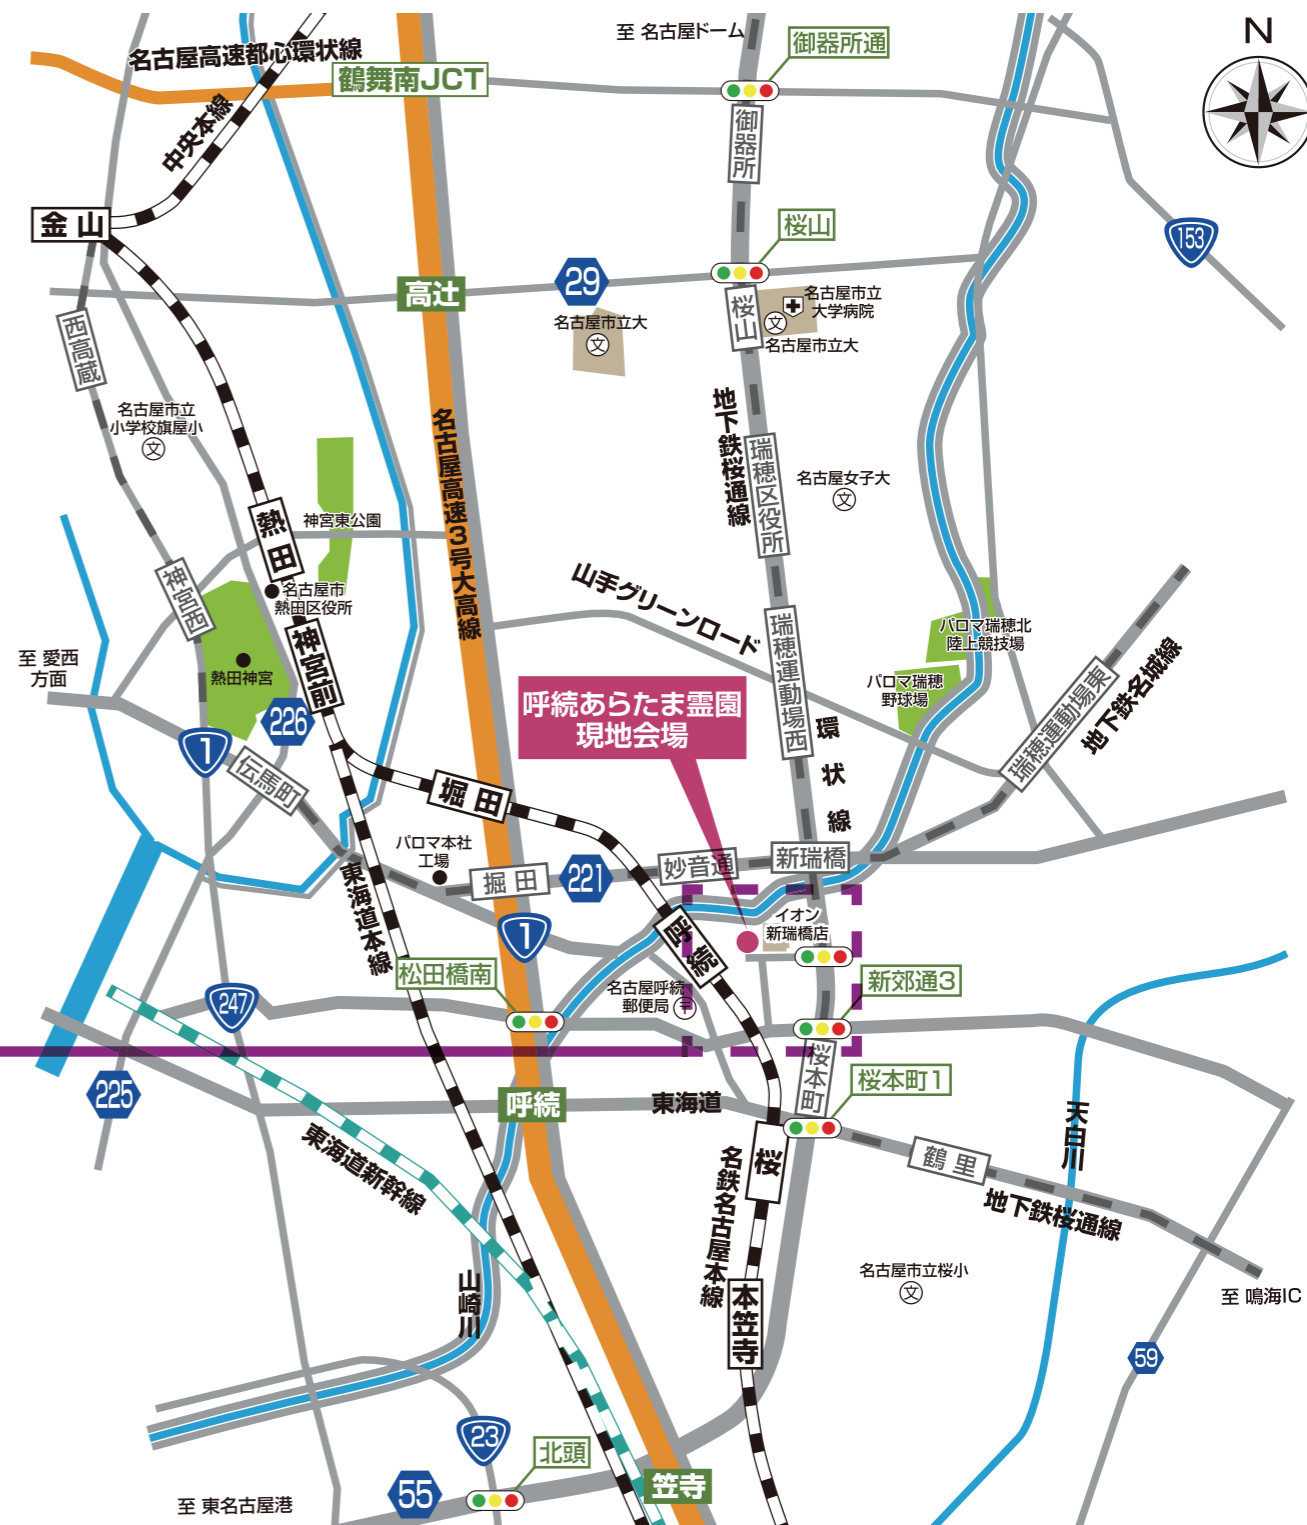 至 名古屋ドーム
御器所通
N
名古屋高速都心環状線
鶴舞南JCT
中央本線
御器所
金山
桜山
153
高辻
29
名古屋市立大
文
桜山
名古屋市立
大学病院
文
名古屋市立大
西高蔵
名古屋市立
小学校旗屋小
文
名古屋高速3号大高線
地下鉄桜通線
瑞穂区役所
名古屋女子大
文
熱田
神宮東公園
神宮西
名古屋市
熱田区役所
山手グリーンロード
瑞穂運動場西
パロマ瑞穂北
陸上競技場
パロマ瑞穂
野球場
瑞穂運動場東
地下鉄名城線
至 愛西
方面
熱田神宮
神宮前
226
1
伝馬町
呼続あらたま霊園
現地会場
環状線
堀田
パロマ本社
工場
堀田
221
妙音通
新瑞橋
東海道本線
1
呼続
イオン
新瑞橋店
松田橋南
247
名古屋呼続
郵便局
〒
新郊通3
225
桜本町
桜本町1
呼続
東海道
天白川
東海道新幹線
桜
鶴里
地下鉄桜通線
名鉄名古屋本線
山崎川
本笠寺
名古屋市立桜小
文
至 鳴海IC
59
23
北頭
55
笠寺
至 東名古屋港